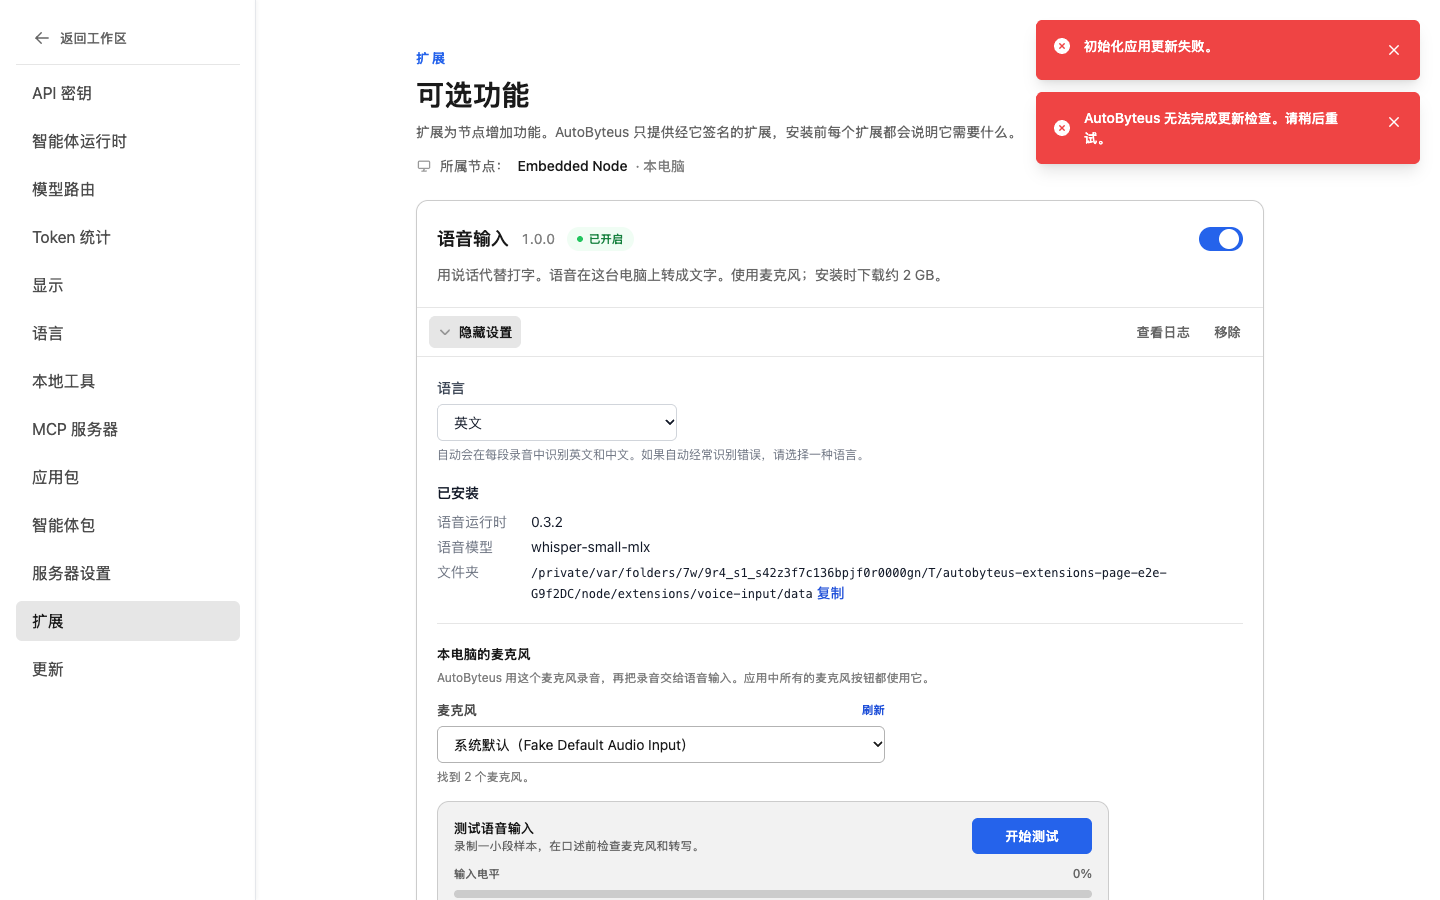 返回工作区
API 密钥
智能体运行时
模型路由
Token 统计
显示
语言
本地工具
MCP 服务器
应用包
智能体包
服务器设置
扩展
更新
扩展
可选功能
扩展为节点增加功能。AutoByteus 只提供经它签名的扩展，安装前每个扩展都会说明它需要什么。
所属节点： Embedded Node · 本电脑
初始化应用更新失败。
AutoByteus 无法完成更新检查。请稍后重
试。
语音输入 1.0.0 已开启
用说话代替打字。语音在这台电脑上转成文字。使用麦克风；安装时下载约 2 GB。
隐藏设置 查看日志 移除
语言
英文
自动会在每段录音中识别英文和中文。如果自动经常识别错误，请选择一种语言。
已安装
语音运行时 0.3.2
语音模型 whisper-small-mlx
文件夹 /private/var/folders/7w/9r4_s1_s42z3f7c136bpjf0r0000gn/T/autobyteus-extensions-page-e2e-
G9f2DC/node/extensions/voice-input/data 复制
本电脑的麦克风
AutoByteus 用这个麦克风录音，再把录音交给语音输入。应用中所有的麦克风按钮都使用它。
麦克风 刷新
系统默认（Fake Default Audio Input）
找到 2 个麦克风。
测试语音输入
录制一小段样本，在口述前检查麦克风和转写。
开始测试
输入电平 0%